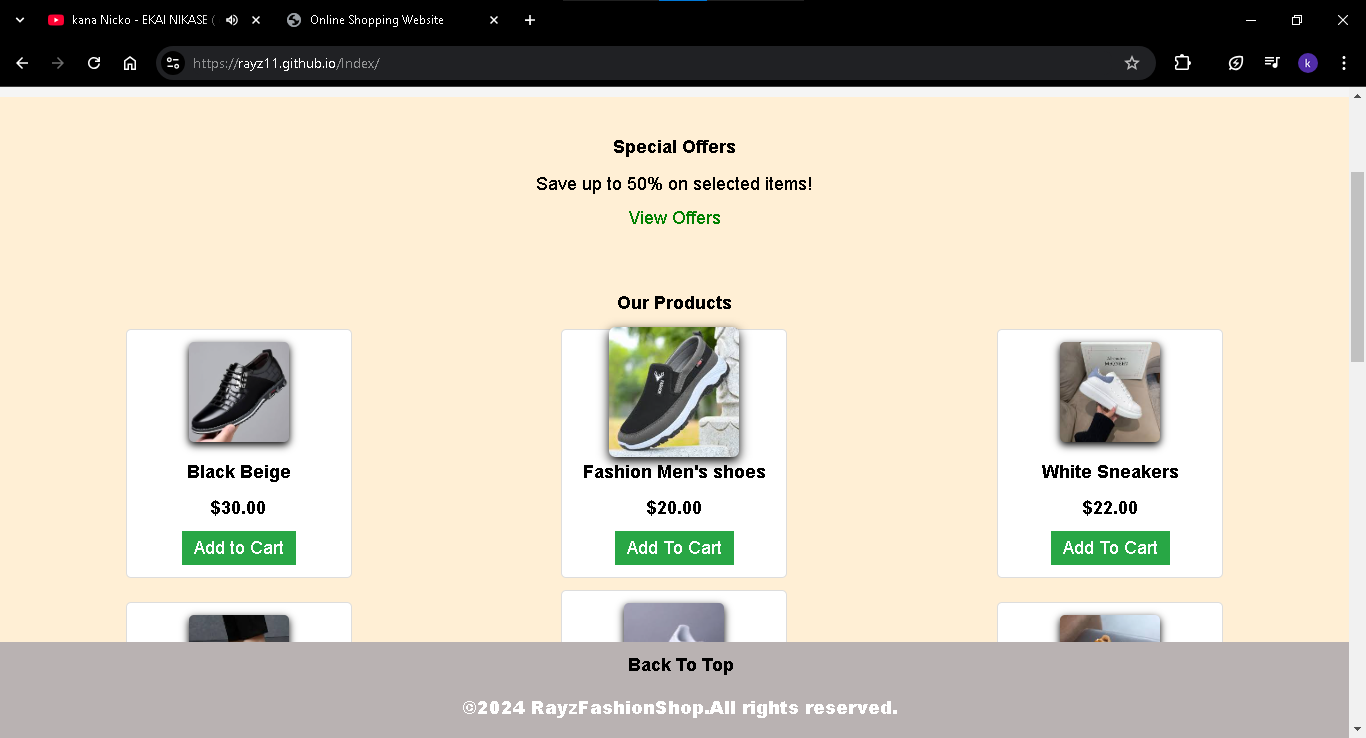 kana Nicko - EKAI NIKASE (
Online Shopping Website
https://rayz11.github.io/Index/
k
Special Offers
Save up to 50% on selected items!
View Offers
Our Products
Black Beige
Fashion Men's shoes
White Sneakers
$30.00
$20.00
$22.00
Add to Cart
Add To Cart
Add To Cart
Back To Top
©2024 RayzFashionShop.All rights reserved.